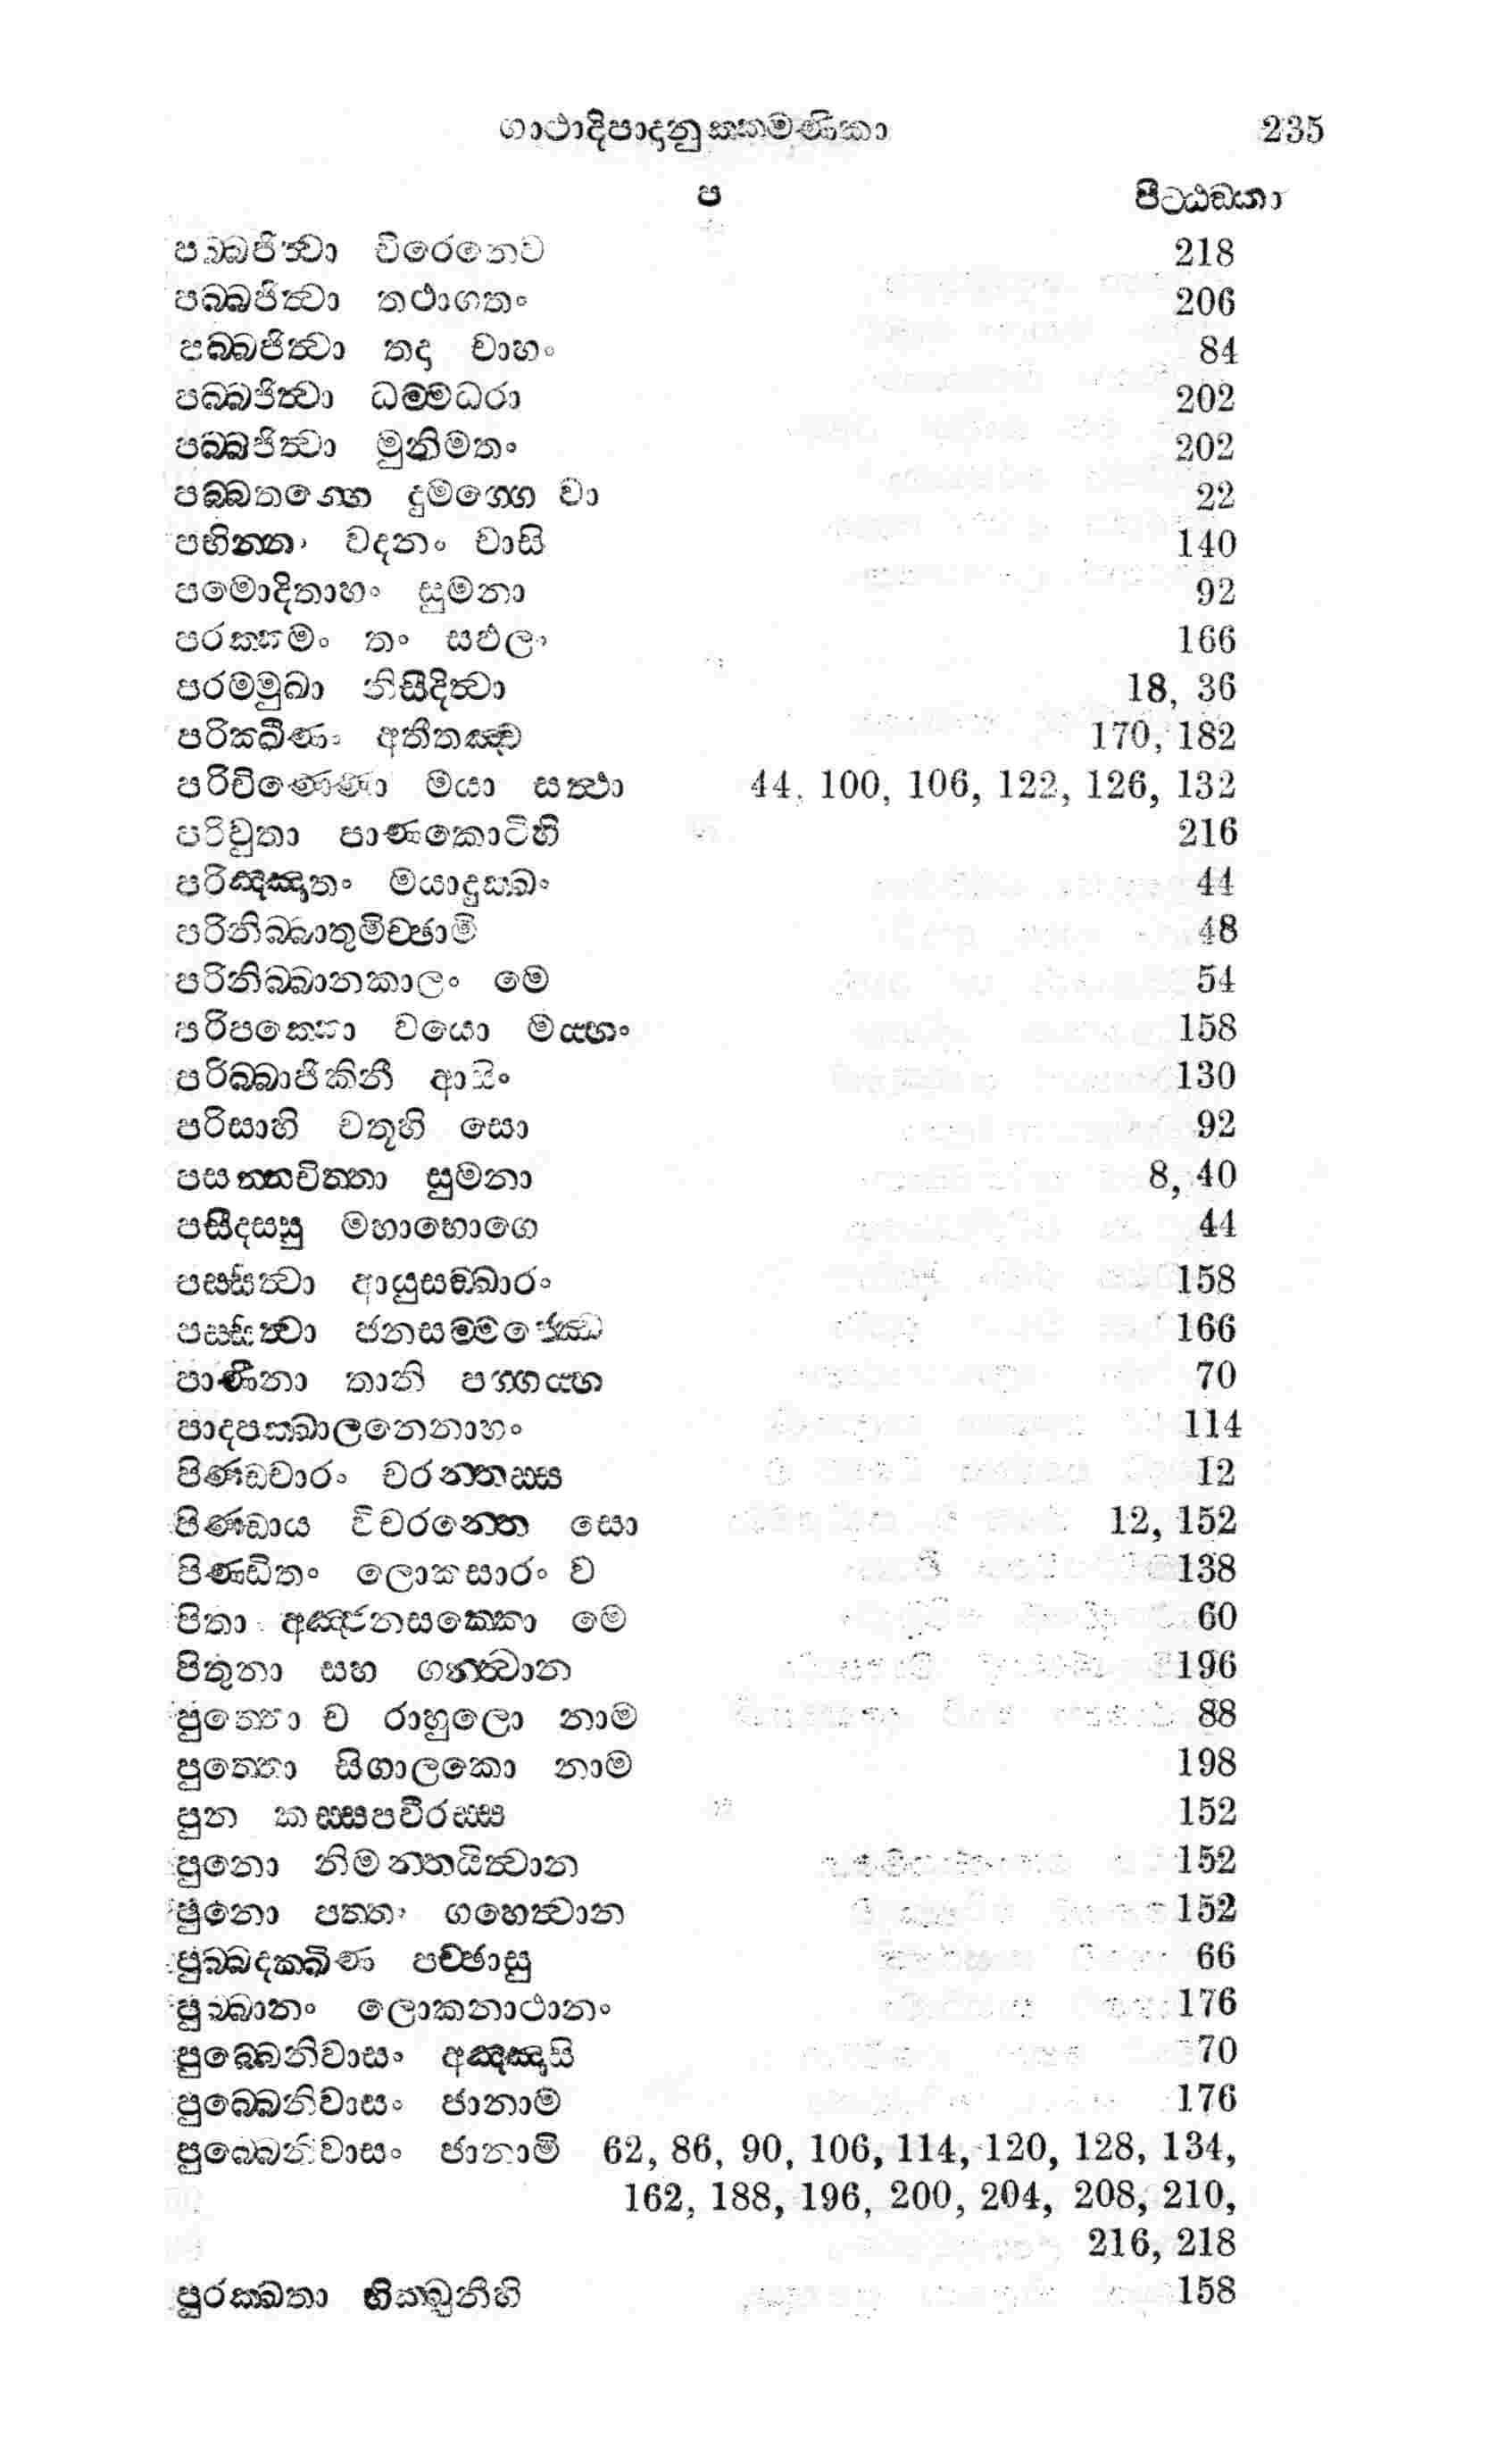 ගාථාදිපාදානුක්කමණිකා 235
ප පිට්ඨඞකා
පබ්බජිත්වා චිරෙනෙව 218
පබ්බජිත්වා තථාගතං 206
පබ්බජිත්වා තදා චාහං 84
පබ්බජිත්වා ධම්මධරා 202
පබ්බජිත්වා මුනිමතං 202
පබ්බතග්ගෙ දුමග්ගෙ වා 22
පභින්නං වදනං චාසි 140
පමොදිතාහං සුමනා 92
පරක්කමං තං සඵලං 166
පරම්මුඛා නිසීදිත්වා 18, 36
පරික්ඛීණං අතීතඤ්ච 170, 182
පරිචිණ්ණො මයා සත්ථා 44, 100, 106, 122, 126, 132
පරිවුතා පාණකොටිහි 216
පරිඤ්ඤාතං මයාදුක්ඛං 44
පරිනිබ්බාතුමිච්ඡාමි 48
පරිනිබ්බානකාලං මෙ 54
පරිපක්කො වයො මය්හං 158
පරිබ්බාජිකිනී ආසිං 130
පරිසාහි චතූහි සො 92
පසන්නචිත්තා සුමනා 8, 40
පසීදස්සු මහාභොගෙ 44
පස්සිත්වා ආයුසඞ්ඛාරං 158
පස්සිත්වා ජනසම්මජ්ඣෙ 166
පාණීනා තානි පග්ගය්හ 70
පාදපක්ඛාලනෙනාහං 114
පිණ්ඩචාරං චරන්තස්ස 12
පිණ්ඩාය විචරන්තො සො 12, 152
පිණ්ඩිතං ලොකසාරං ව 138
පිතා අඤ්ජනසක්කො මෙ 60
පිතුනා සහ ගන්ත්වාන 196
පුත්තො ච රාහුලො නාම 88
පුත්තො සිගාලකො නාම 198
පුන කස්සපවීරස්ස 152
පුනො නිමන්තයිත්වාන 152
පුනො පත්තං ගහෙත්වාන 152
පුබ්බදක්ඛිණ පච්ඡාසු 66
පුබ්බානං ලොකනාථානං 176
පුබ්බෙනිවාසං අඤ්ඤාසි 70
පුබ්බෙනිවාසං ජානාම 176
පුබ්බෙනිවාසං ජානාමි 62, 86, 90, 106, 114, 120, 128, 134,
162, 188, 196, 200, 204, 208, 210,
216, 218
පුරක්ඛතා භික්ඛුනීහි 158